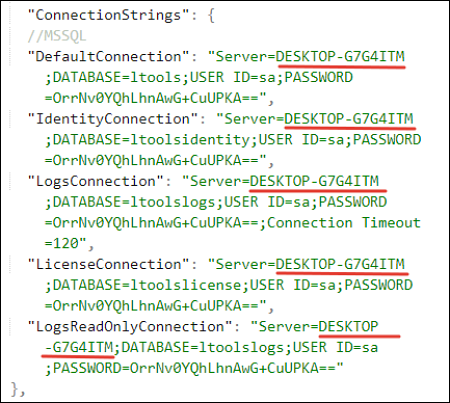 "ConnectionStrings": {
//MSSQL
"DefaultConnection": "Server=DESKTOP-G7G4ITM
;DATABASE=ltools;USER ID=sa;PASSWORD
=OrrNv0YQhLhnAwG+CuUPKA==",
"IdentityConnection": "Server=DESKTOP-G7G4ITM
;DATABASE=ltoolsidentity;USER ID=sa;PASSWORD
=OrrNv0YQhLhnAwG+CuUPKA==",
"LogsConnection": "Server=DESKTOP-G7G4ITM
;DATABASE=ltoolslogs;USER ID=sa;PASSWORD
=OrrNv0YQhLhnAwG+CuUPKA==;Connection Timeout
=120",
"LicenseConnection": "Server=DESKTOP-G7G4ITM
;DATABASE=ltoolslicense;USER ID=sa;PASSWORD
=OrrNv0YQhLhnAwG+CuUPKA==",
"LogsReadOnlyConnection": "Server=DESKTOP
-G7G4ITM;DATABASE=ltoolslogs;USER ID=sa
;PASSWORD=OrrNv0YQhLhnAwG+CuUPKA=="
},